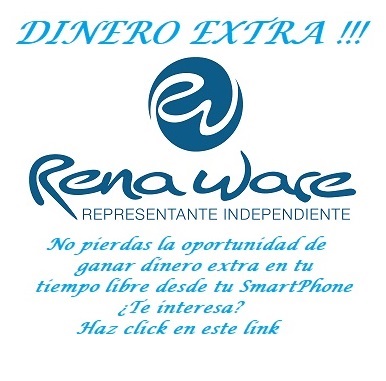 DINERO EXTRA !!!
RW
Rena Ware
REPRESENTANTE INDEPENDIENTE
No pierdas la oportunidad de
ganar dinero extra en tu
tiempo libre desde tu SmartPhone
¿Te interesa?
Haz click en este link